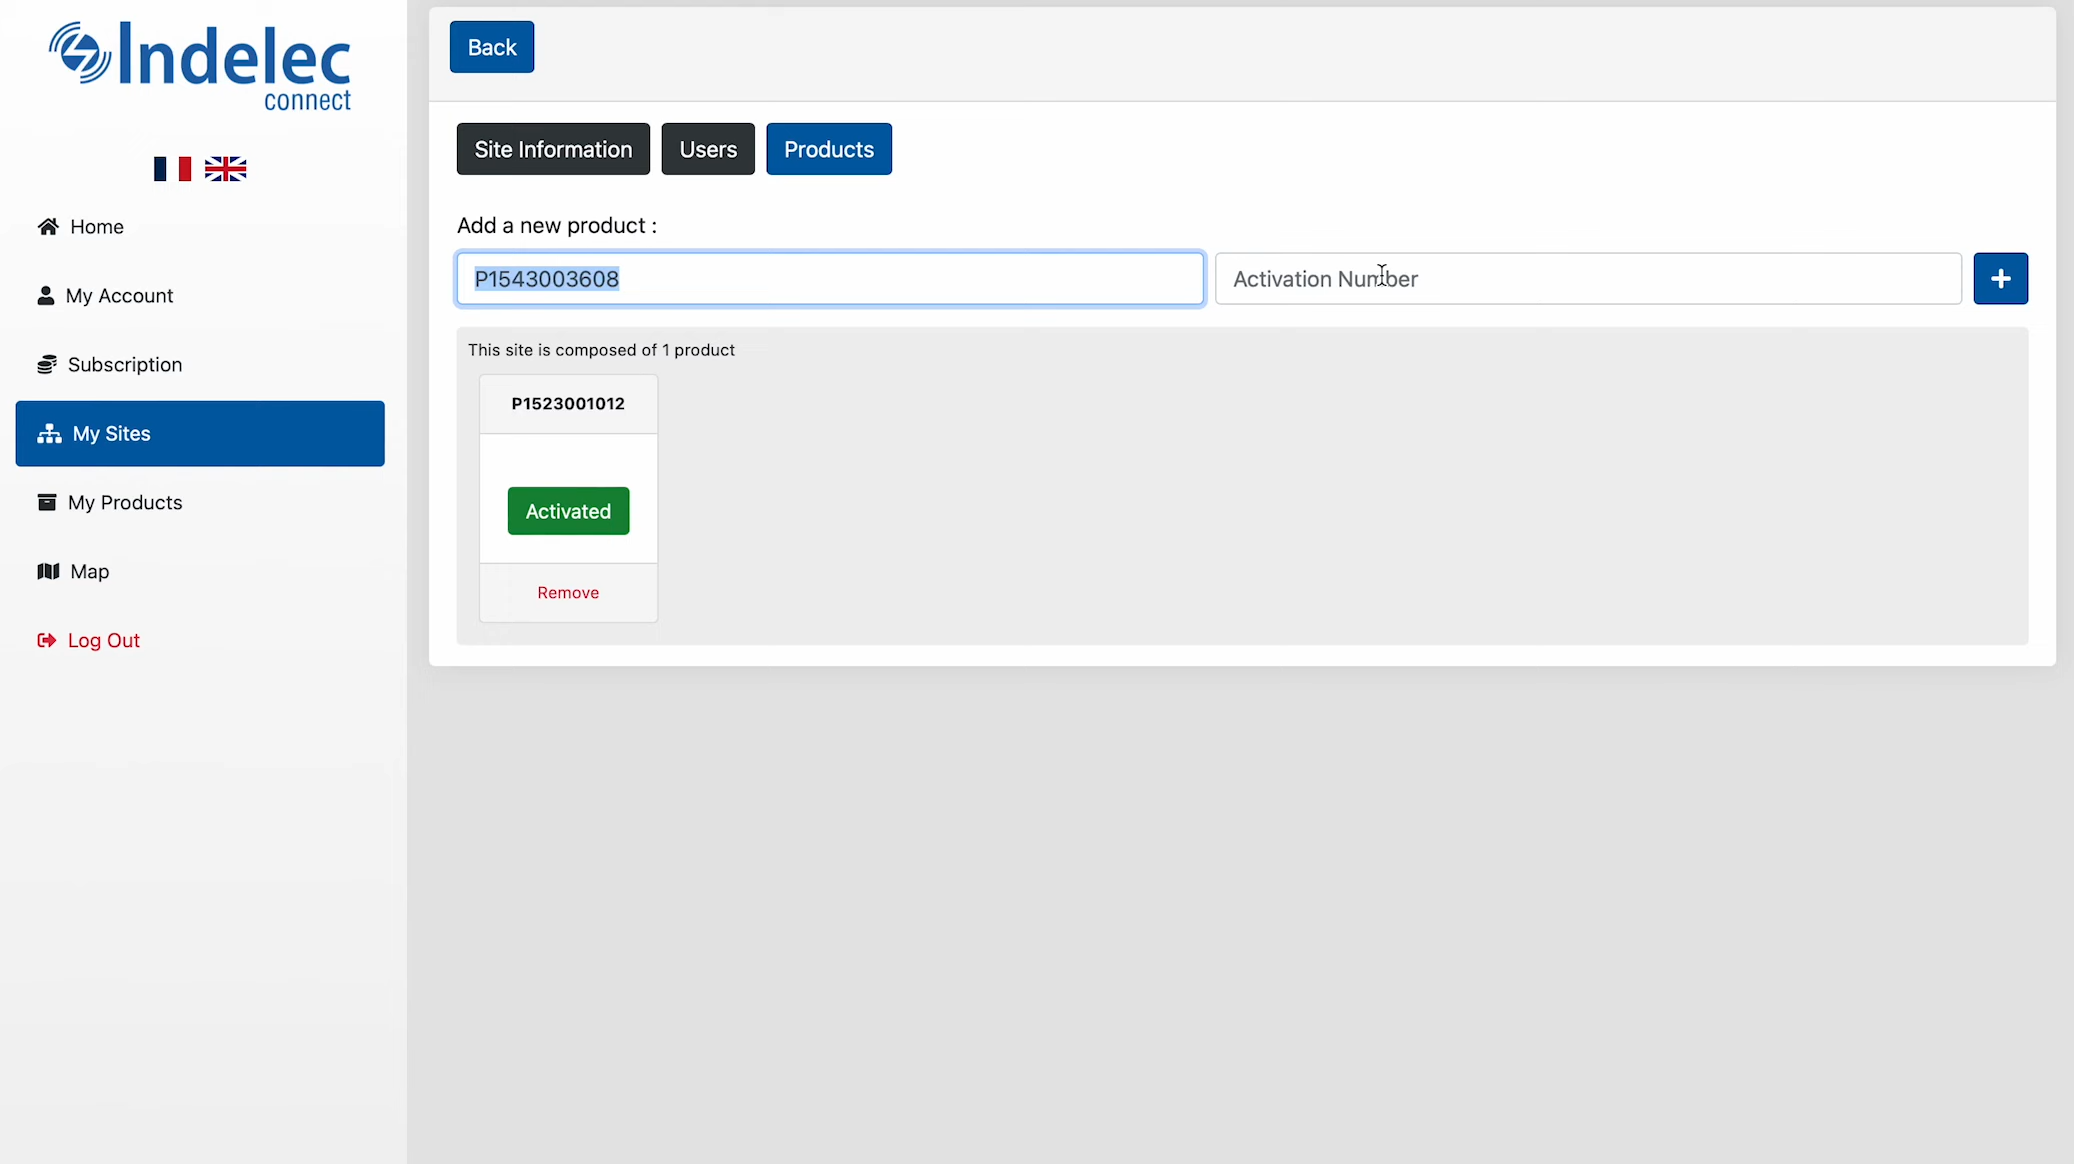 Indelec
connect
Home
My Account
Subscription
My Sites
My Products
Map
Log Out
Back
Site Information
Users
Products
Add a new product :
P1543003608
Activation Number
+
This site is composed of 1 product
P1523001012
Activated
Remove